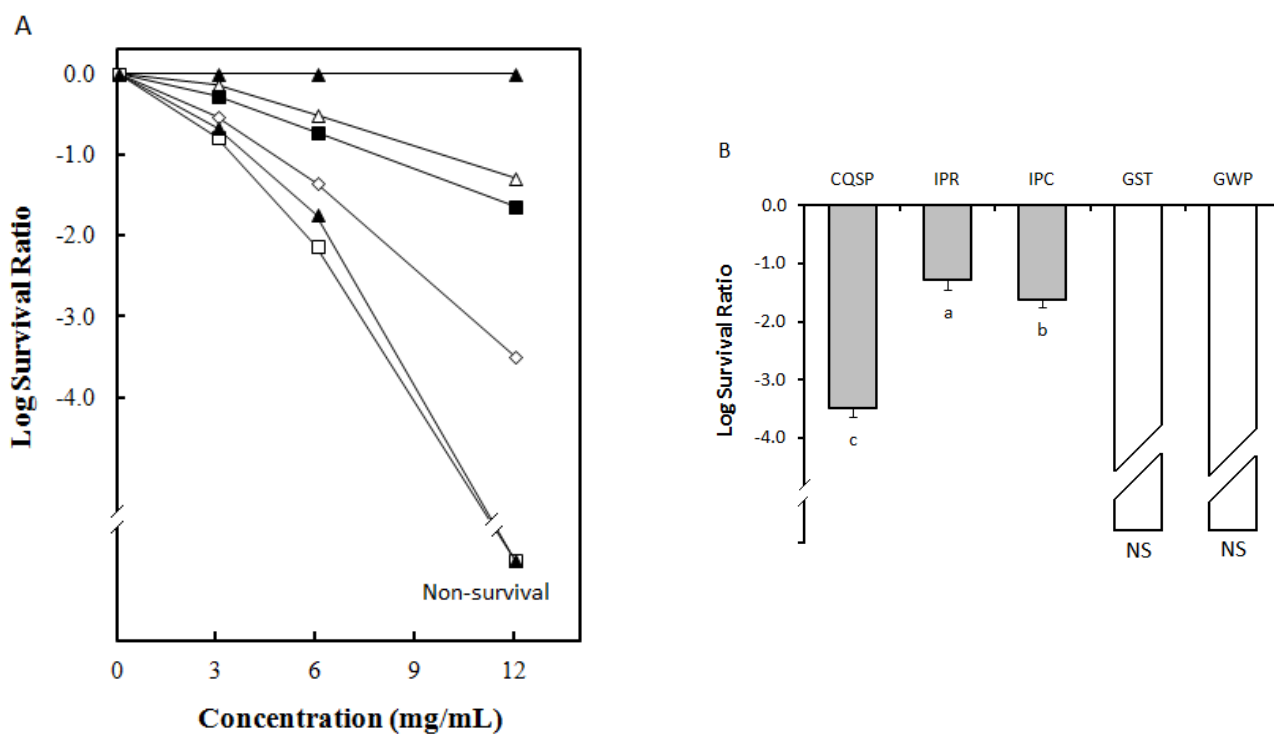 A
0.0
-1.0
-2.0
-3.0
-4.0
Log Survival Ratio
Non-survival
0 3 6 9 12
Concentration (mg/mL)
B
CQSP IPR IPC GST GWP
0.0
-1.0
-2.0
-3.0
-4.0
Log Survival Ratio
a
b
c
NS NS